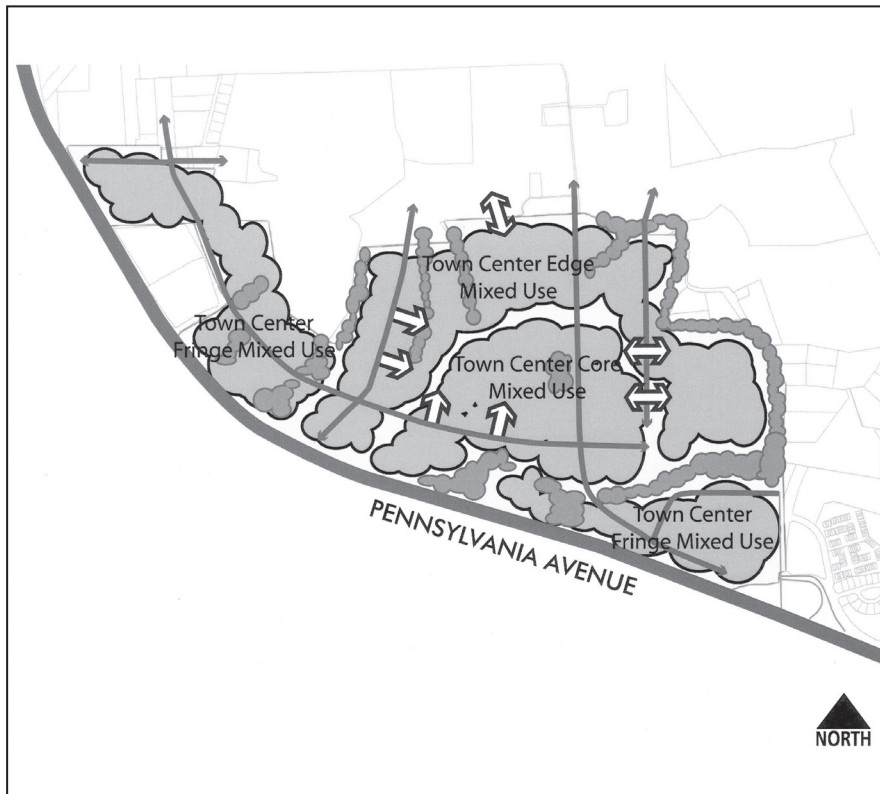 Town Center Edge
Mixed Use
Town Center
Fringe Mixed Use
Town Center Core
Mixed Use
Town Center
Fringe Mixed Use
PENNSYLVANIA AVENUE
NORTH